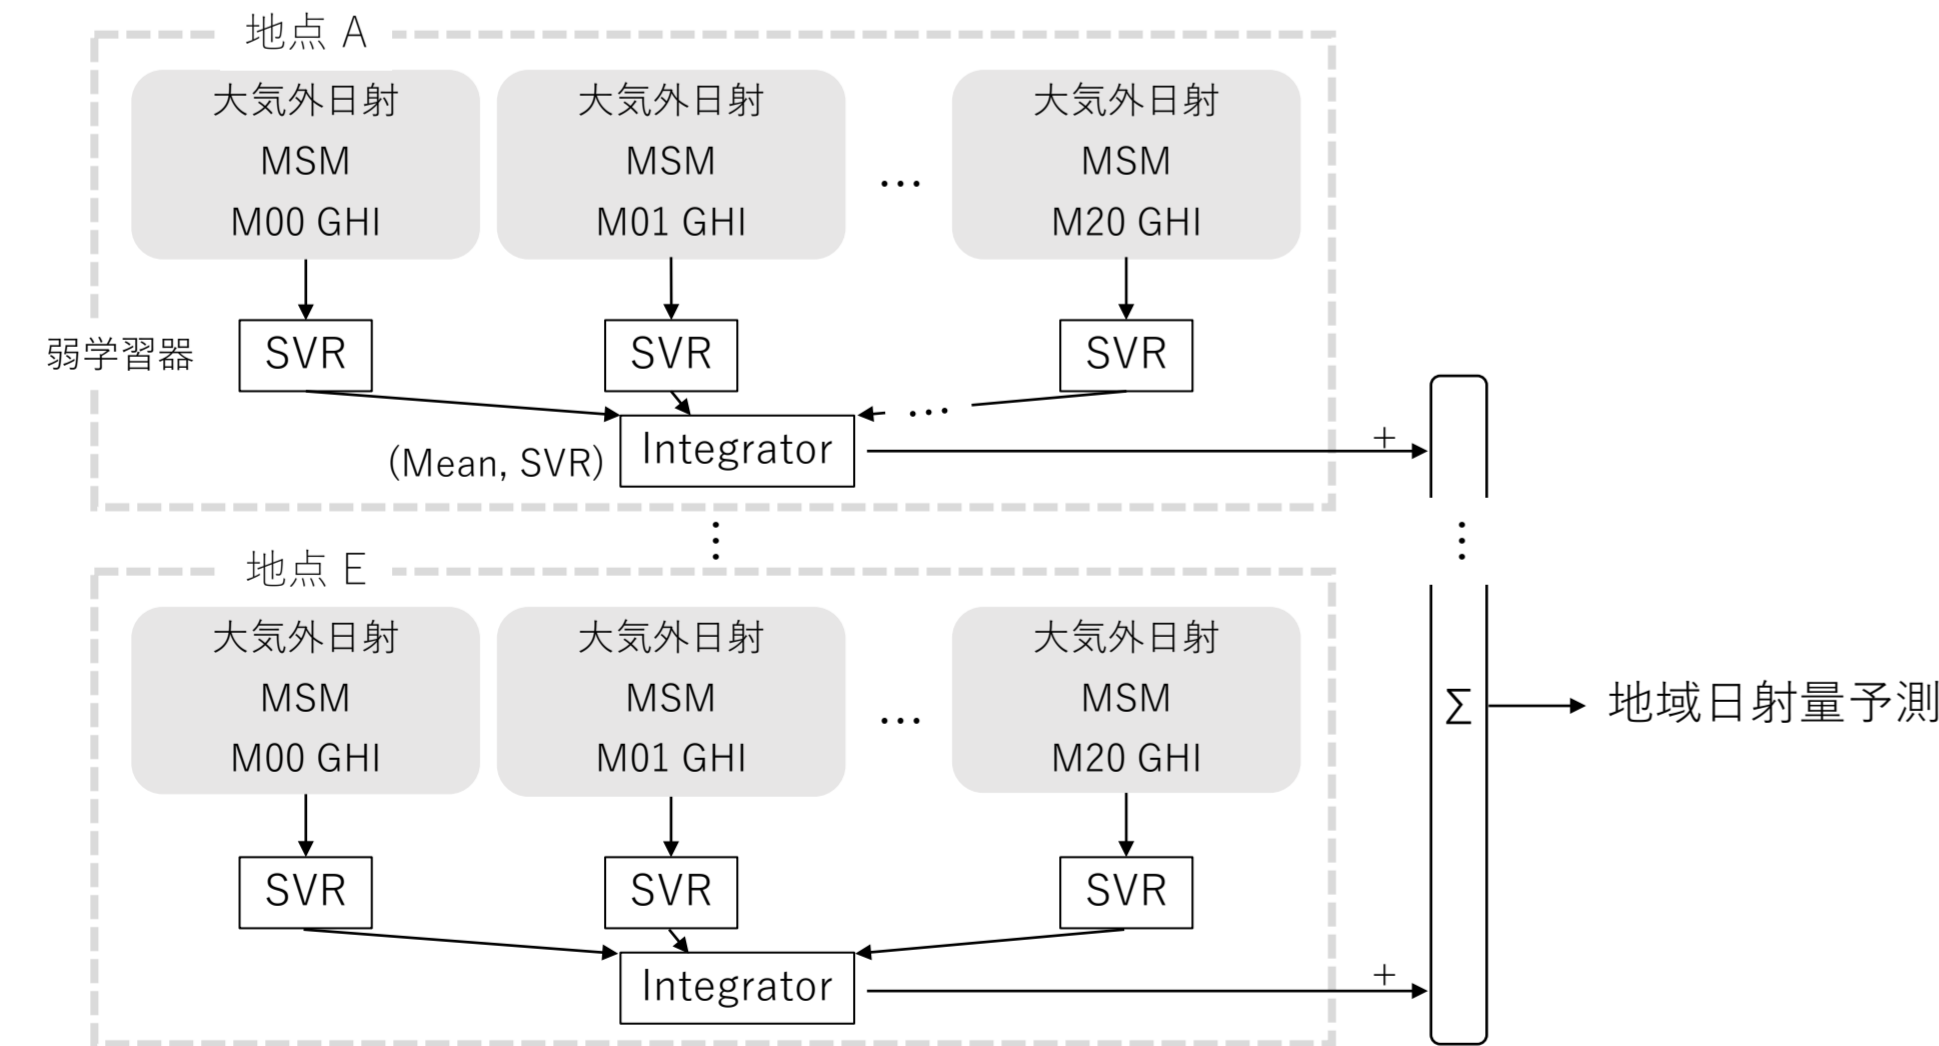 地点 A
大気外日射
MSM
M00 GHI
大気外日射
MSM
M01 GHI
…
大気外日射
MSM
M20 GHI
弱学習器
SVR
SVR
SVR
…
(Mean, SVR)
Integrator
+
⋮
⋮
地点 E
大気外日射
MSM
M00 GHI
大気外日射
MSM
M01 GHI
…
大気外日射
MSM
M20 GHI
SVR
SVR
SVR
Integrator
+
Σ
地域日射量予測